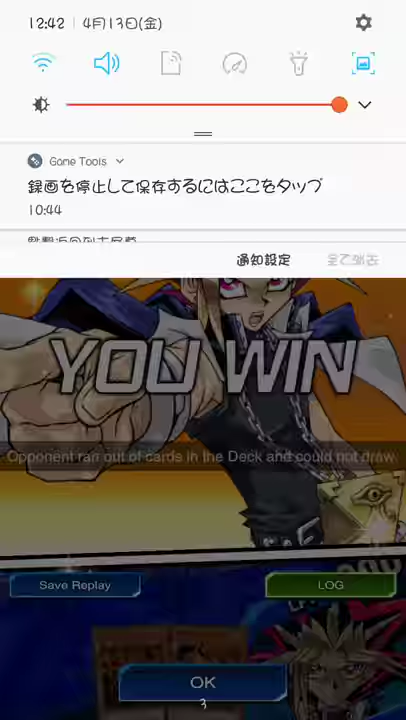 12:42 | 4月13日(金)
Game Tools
録画を停止して保存するにはここをタップ
10:44
通知設定
全て消去
YOU WIN
Opponent ran out of cards in the Deck and could not draw.
Save Replay
LOG
OK
3